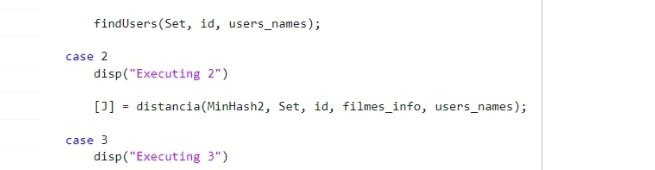 findUsers(Set, id, users_names);
case 2
disp("Executing 2")
[J] = distancia(MinHash2, Set, id, filmes_info, users_names);
case 3
disp("Executing 3")